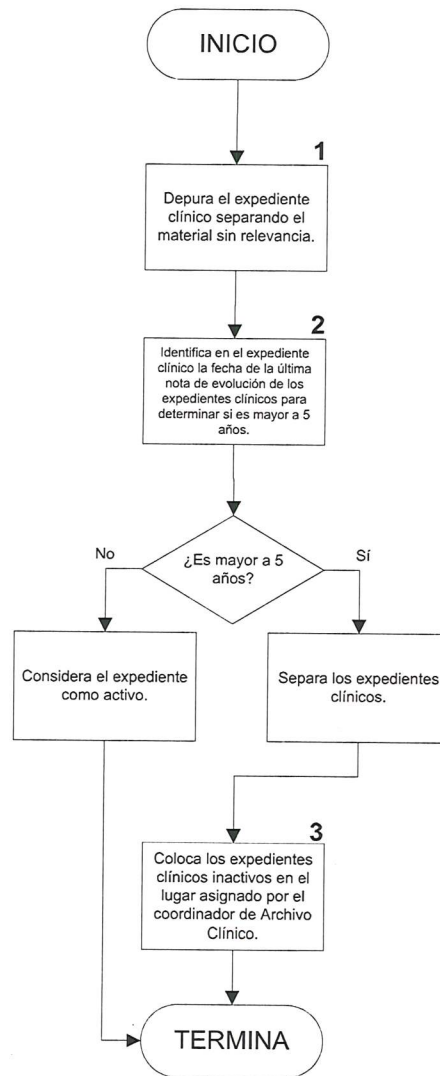 INICIO
1
Depura el expediente
clínico separando el
material sin relevancia.
2
Identifica en el expediente
clínico la fecha de la última
nota de evolución de los
expedientes clínicos para
determinar si es mayor a 5
años.
¿Es mayor a 5
años?
No
Sí
Considera el expediente
como activo.
Separa los expedientes
clínicos.
3
Coloca los expedientes
clínicos inactivos en el
lugar asignado por el
coordinador de Archivo
Clínico.
TERMINA